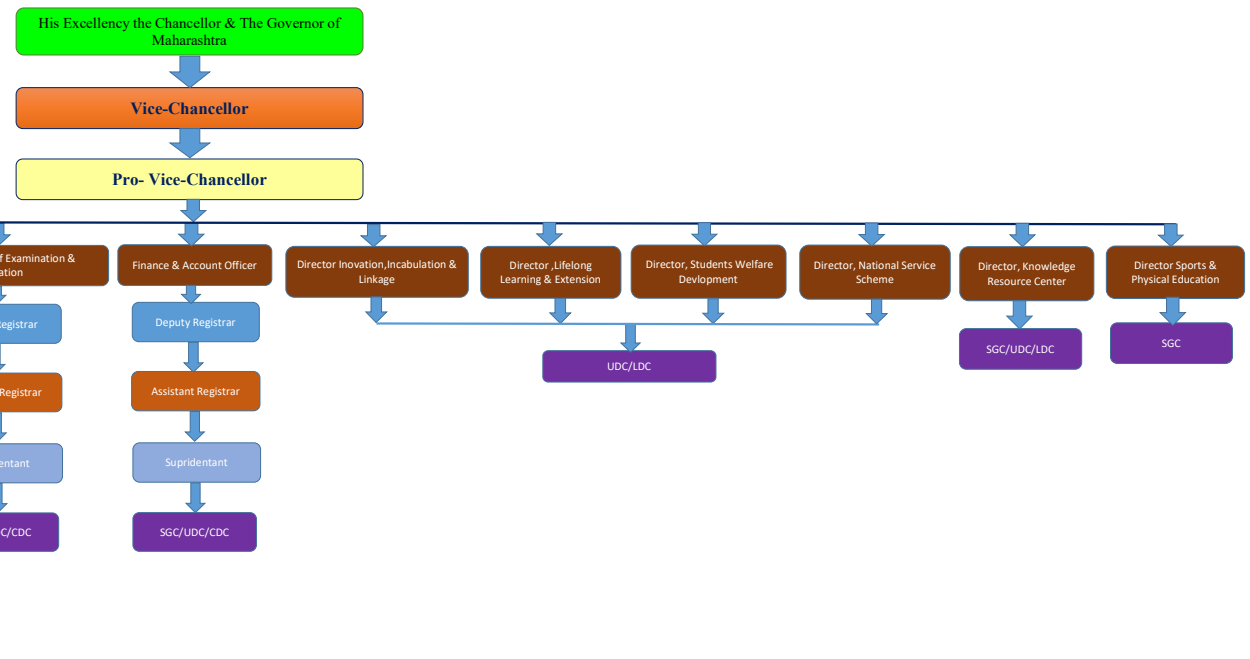 His Excellency the Chancellor & The Governor of
Maharashtra
Vice-Chancellor
Pro- Vice-Chancellor
Examination &
Finance & Account Officer
Director Inovation,Incabulation &
Linkage
Director ,Lifelong
Learning & Extension
Director, Students Welfare
Devlopment
Director, National Service
Scheme
Director, Knowledge
Resource Center
Director Sports &
Physical Education
Registrar
Deputy Registrar
SGC/UDC/LDC
SGC
UDC/LDC
Registrar
Assistant Registrar
Supridentant
C/CDC
SGC/UDC/CDC